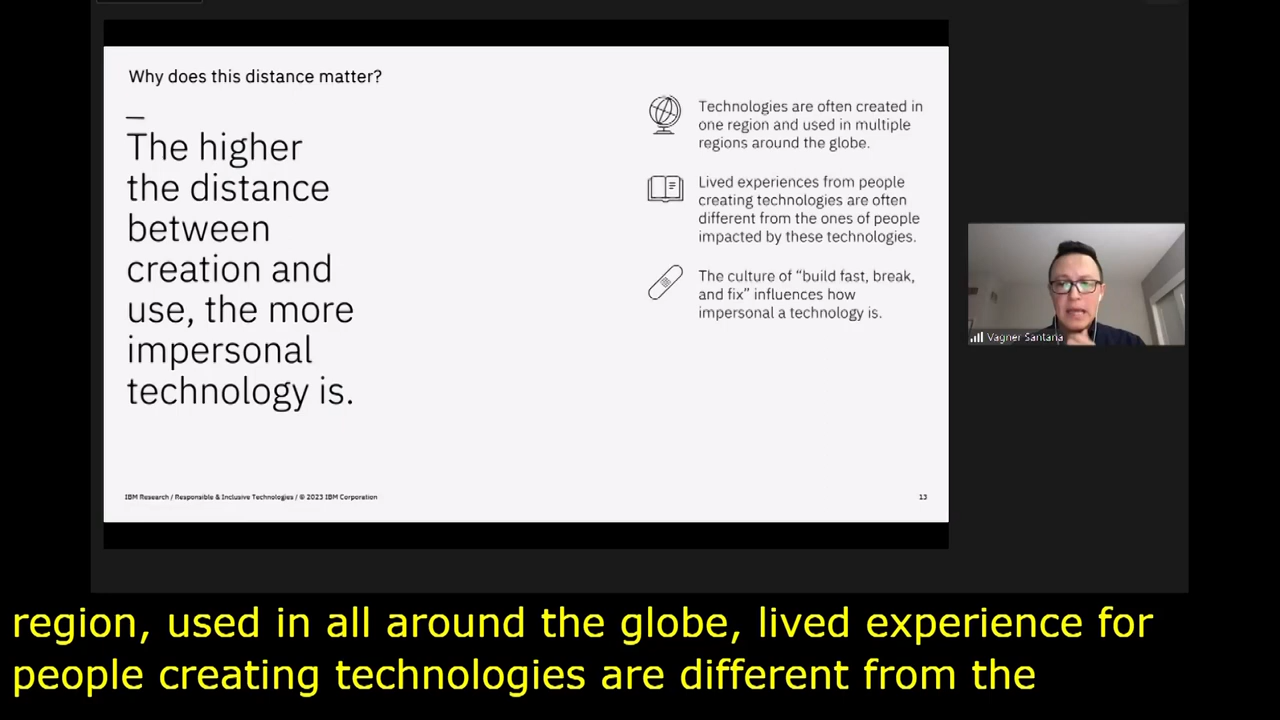 Why does this distance matter?
—
The higher
the distance
between
creation and
use, the more
impersonal
technology is.
Technologies are often created in
one region and used in multiple
regions around the globe.
Lived experiences from people
creating technologies are often
different from the ones of people
impacted by these technologies.
The culture of “build fast, break,
and fix” influences how
impersonal a technology is.
IBM Research / Responsible & Inclusive Technologies / © 2023 IBM Corporation
13
Vagner Santana
region, used in all around the globe, lived experience for
people creating technologies are different from the